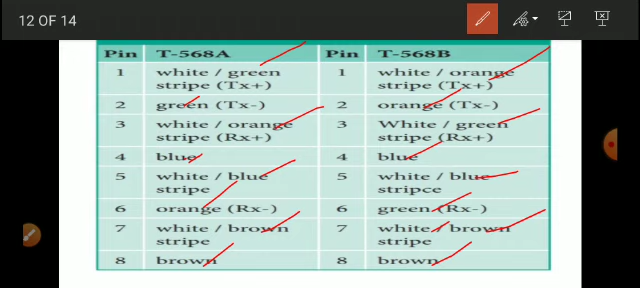 12 OF 14
Pin T-568A Pin T-568B
1 white / green 1 white / orange
stripe (Tx+) stripe (Tx+)
2 green (Tx-) 2 orange (Tx-)
3 white / orange 3 White / green
stripe (Rx+) stripe (Rx+)
4 blue 4 blue
5 white / blue 5 white / blue
stripe stripce
6 orange (Rx-) 6 green (Rx-)
7 white / brown 7 white / brown
stripe stripe
8 brown 8 brown